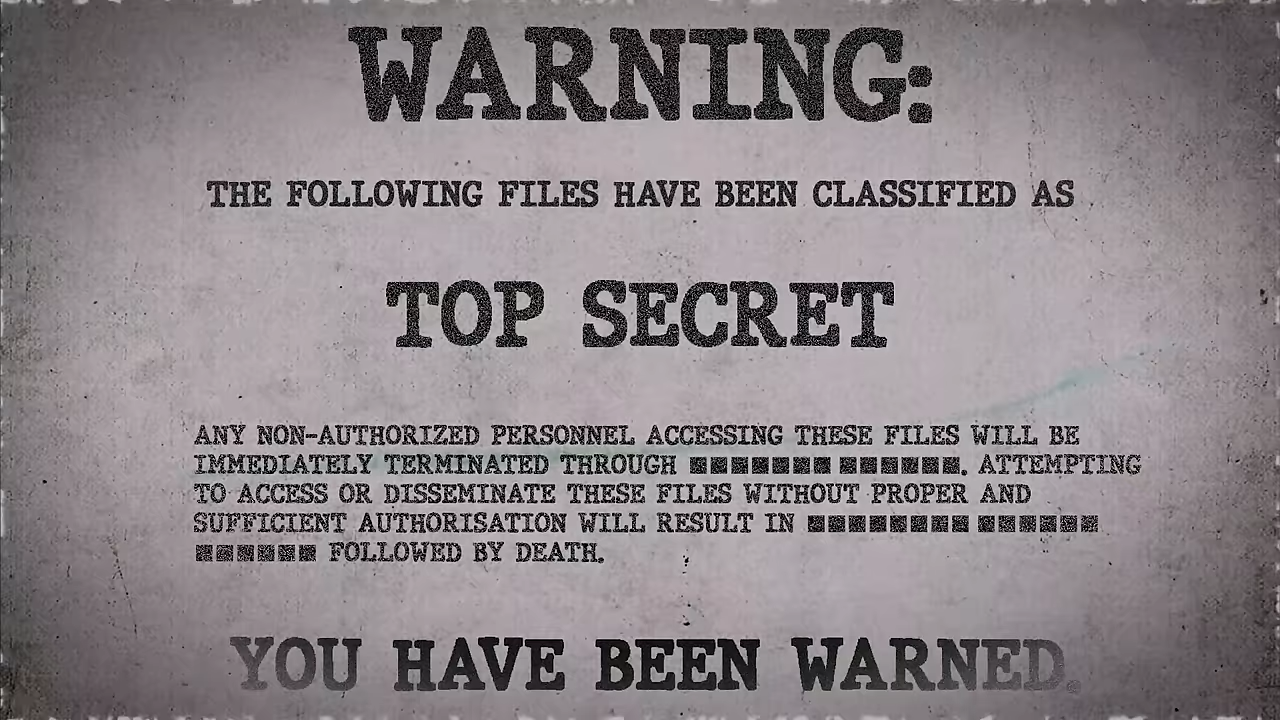 WARNING:
THE FOLLOWING FILES HAVE BEEN CLASSIFIED AS
TOP SECRET
ANY NON-AUTHORIZED PERSONNEL ACCESSING THESE FILES WILL BE
IMMEDIATELY TERMINATED THROUGH ■■■■■■■ ■■■■■■. ATTEMPTING
TO ACCESS OR DISSEMINATE THESE FILES WITHOUT PROPER AND
SUFFICIENT AUTHORISATION WILL RESULT IN ■■■■■■■■ ■■■■■■
■■■■■■ FOLLOWED BY DEATH.
YOU HAVE BEEN WARNED.